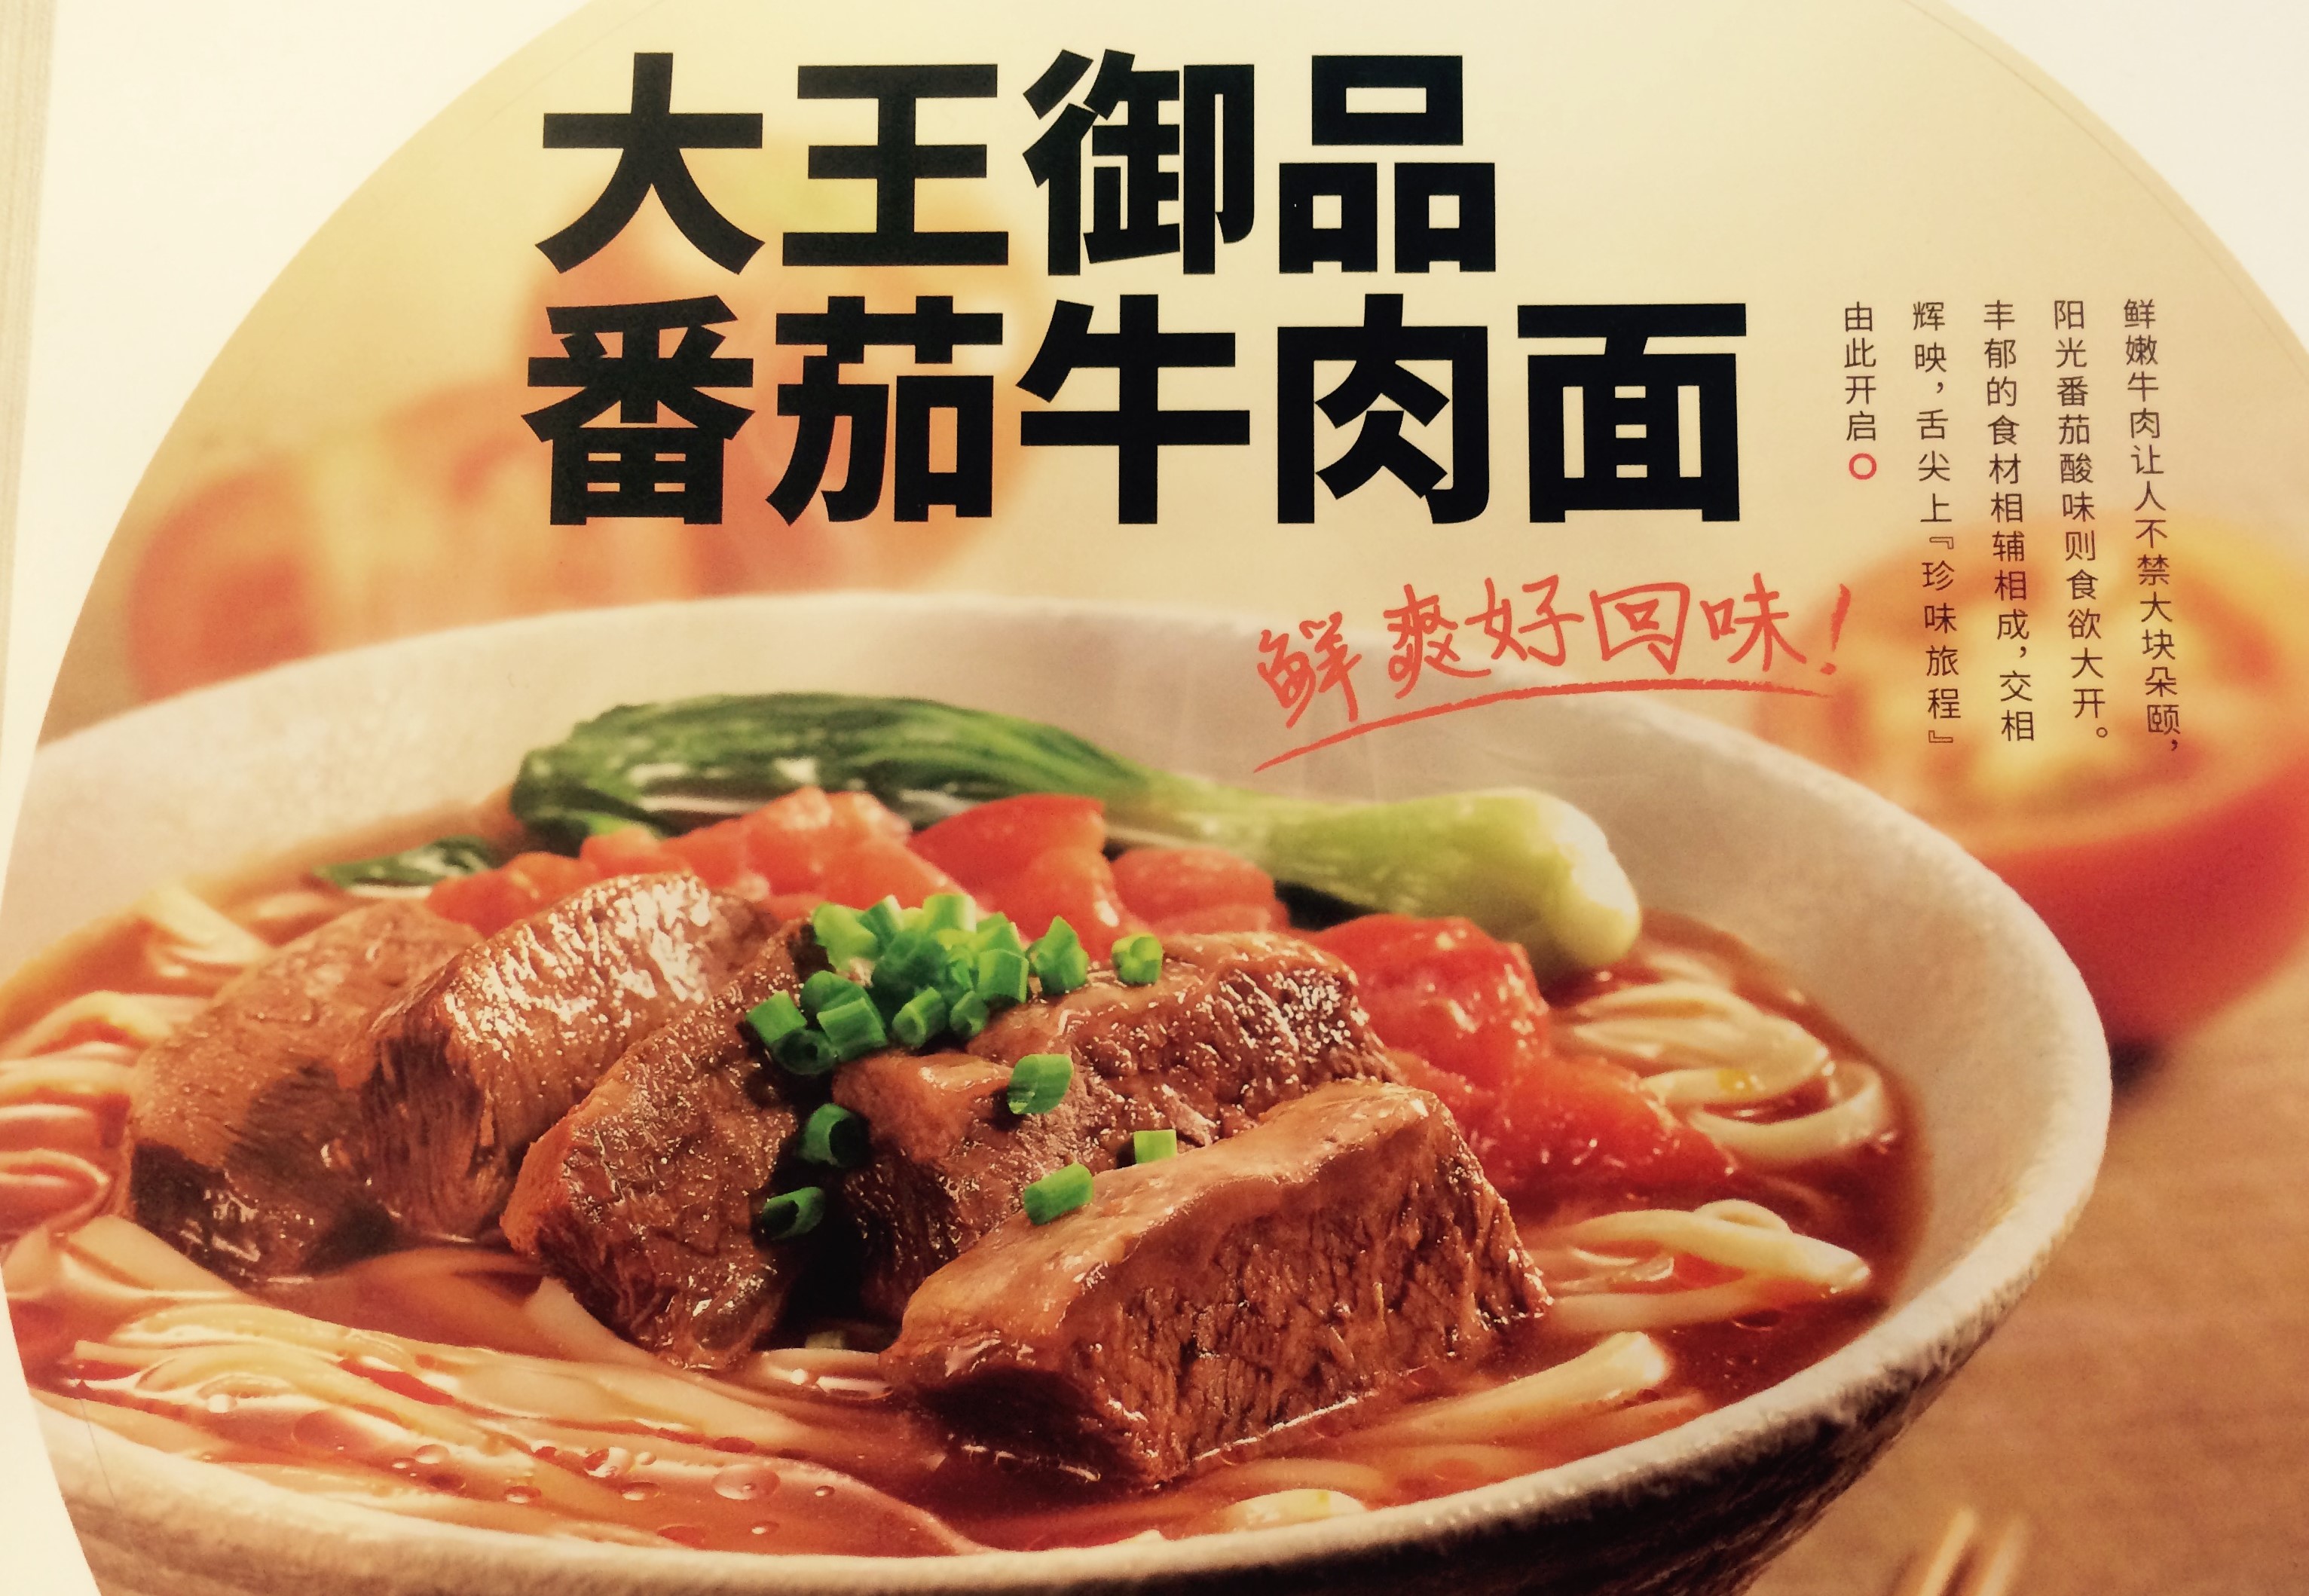 大王御品
番茄牛肉面
鲜爽好回味！
鲜嫩牛肉让人不禁大块朵颐，
阳光番茄酸味则食欲大开。
丰郁的食材相辅相成，交相
辉映，舌尖上『珍味旅程』
由此开启○